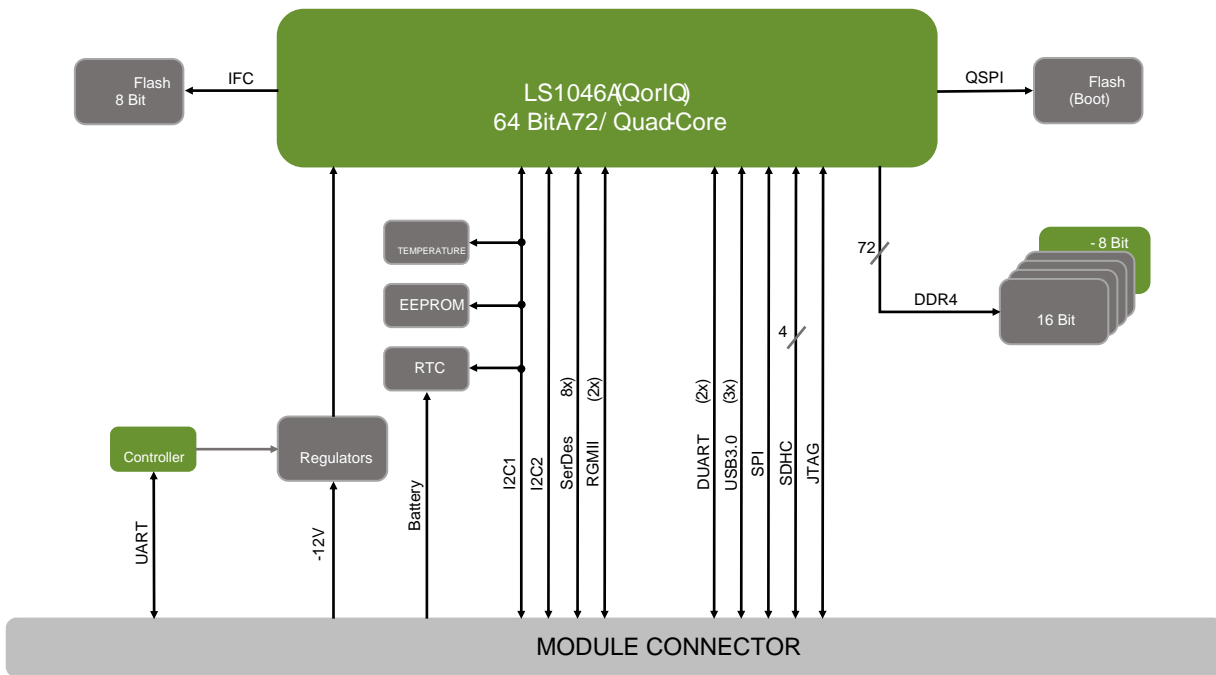 LS1046A(QorIQ)
64 BitA72/ Quad-Core
Flash
8 Bit
IFC
QSPI
Flash
(Boot)
TEMPERATURE
EEPROM
RTC
72
- 8 Bit
DDR4
16 Bit
4
Controller
Regulators
UART
-12V
Battery
I2C1
I2C2
SerDes 8x)
RGMII (2x)
DUART (2x)
USB3.0 (3x)
SPI
SDHC
JTAG
MODULE CONNECTOR